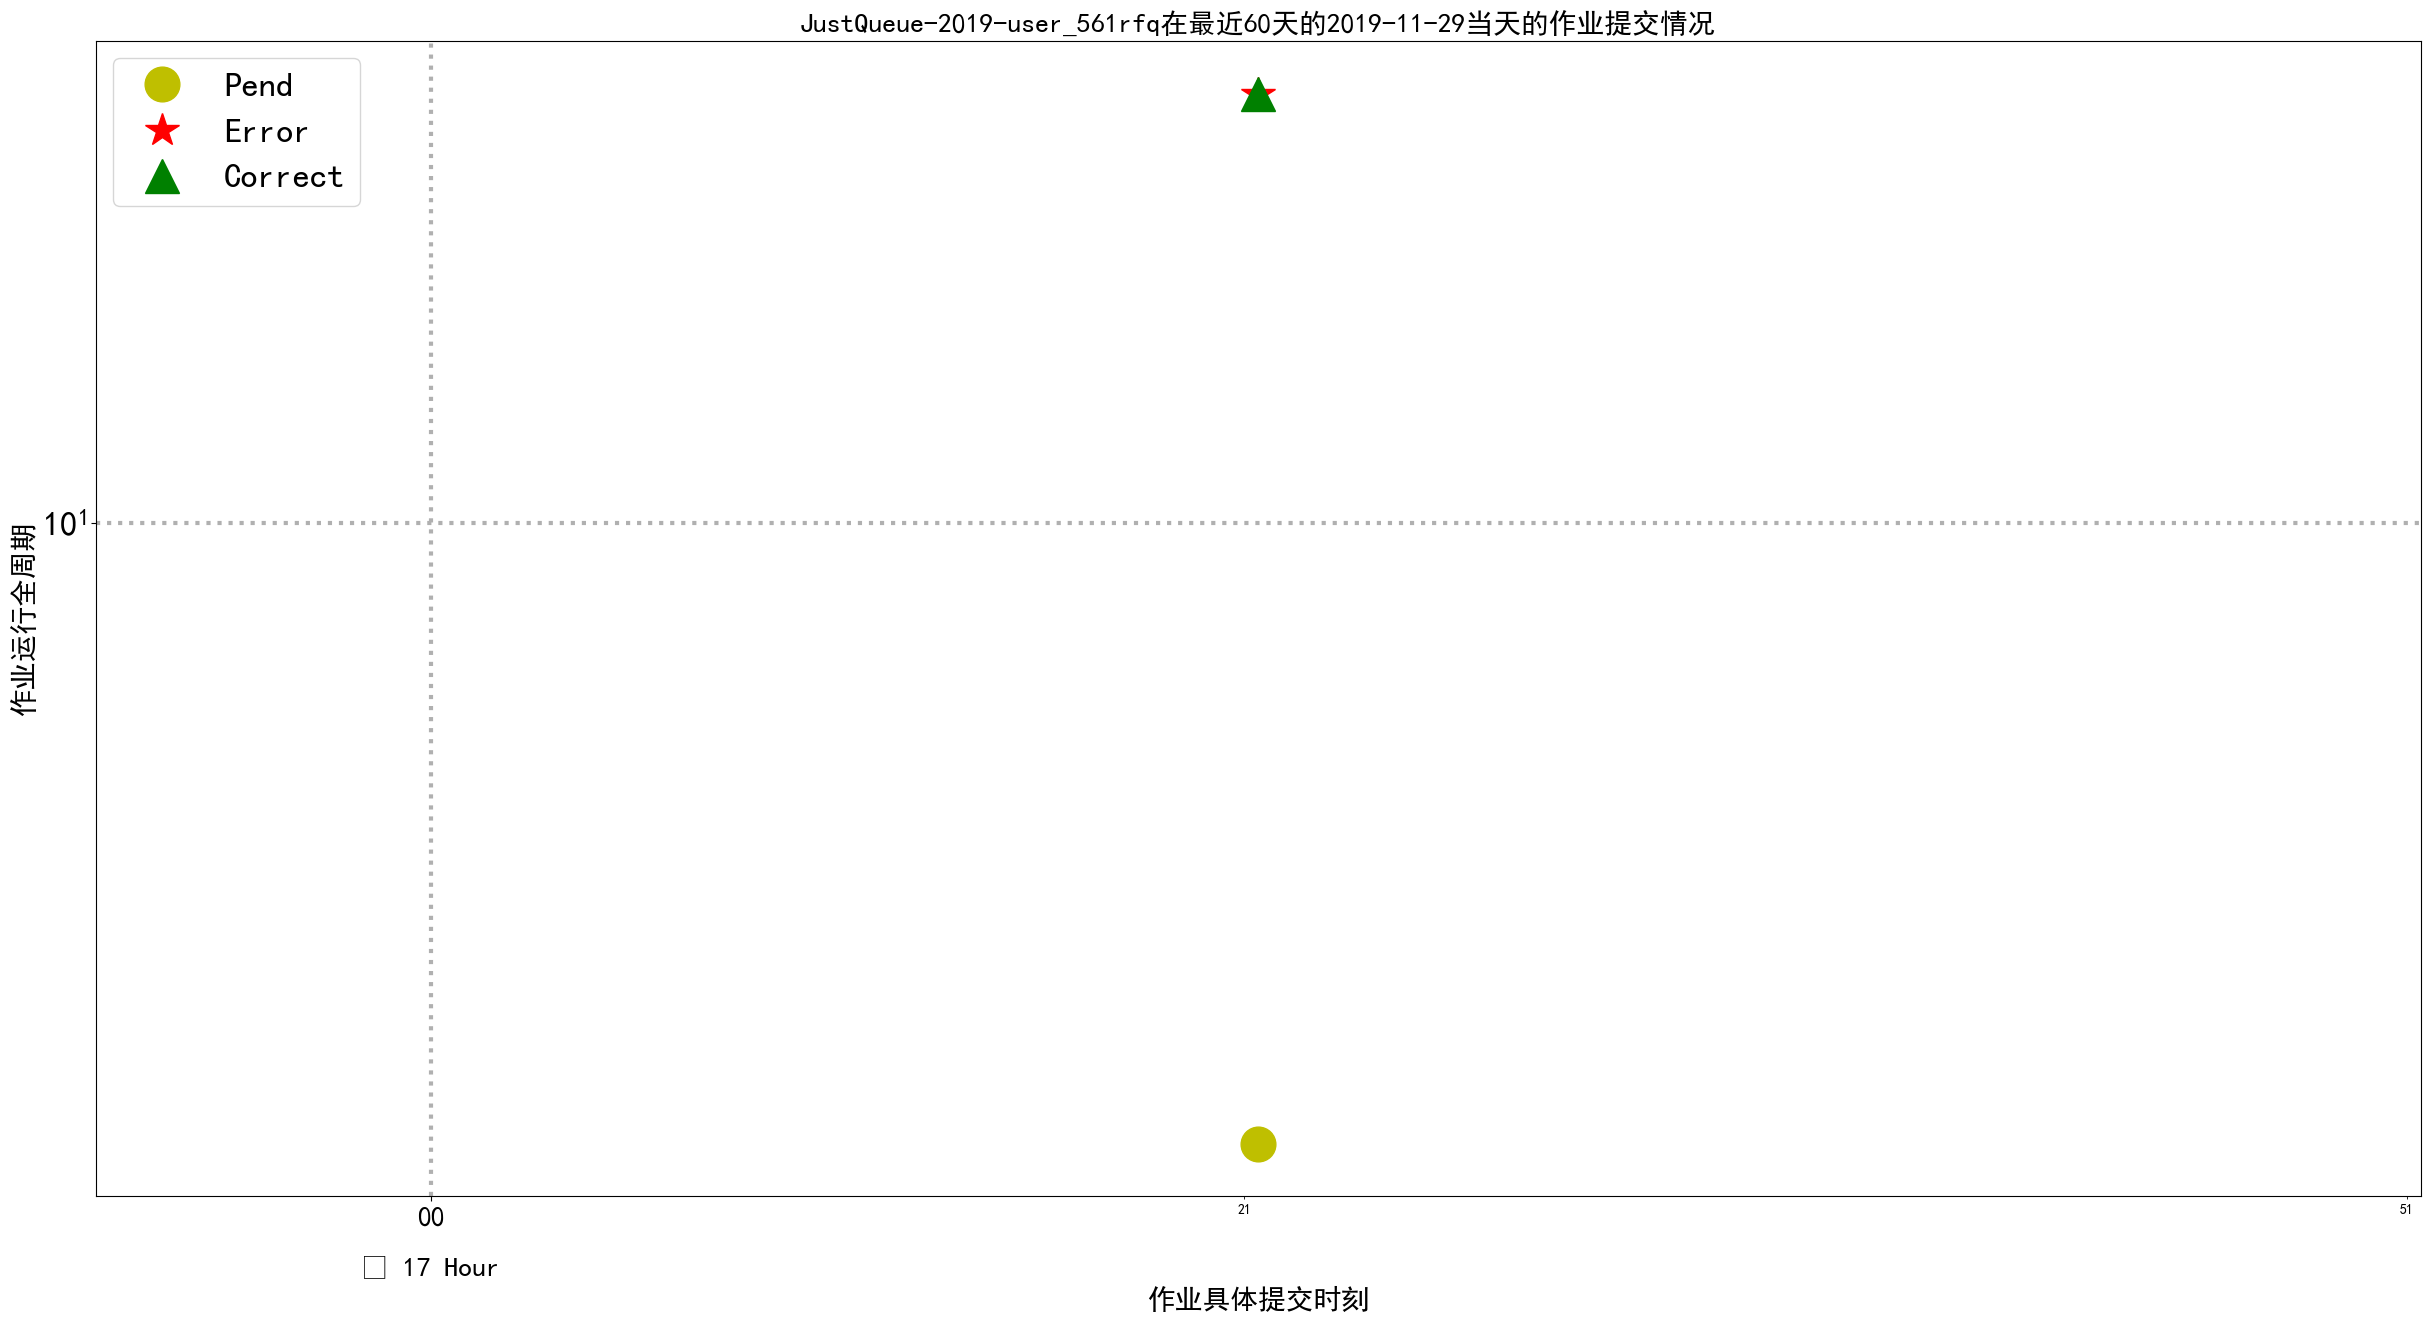 JustQueue-2019-user_561rfq在最近60天的2019-11-29当天的作业提交情况
Pend
Error
Correct
10¹
作业运行全周期
00
21
51
□ 17 Hour
作业具体提交时刻